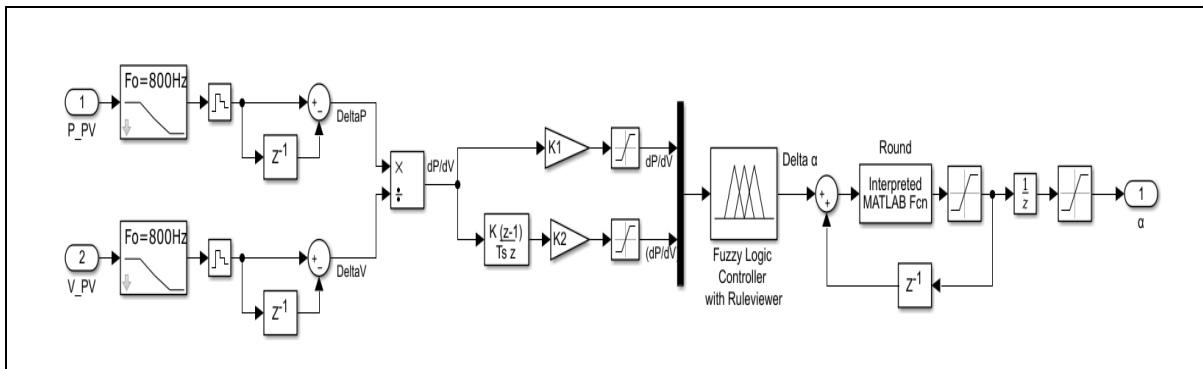 Fo=800Hz
1
P_PV
Z-1
+
−
DeltaP
Fo=800Hz
2
V_PV
Z-1
+
−
DeltaV
×
÷
dP/dV
K1
dP/dV
K (z-1)
Ts z
K2
(dP/dV)
Fuzzy Logic
Controller
with Ruleviewer
Delta α
+
+
Round
Interpreted
MATLAB Fcn
Z-1
1
z
1
α